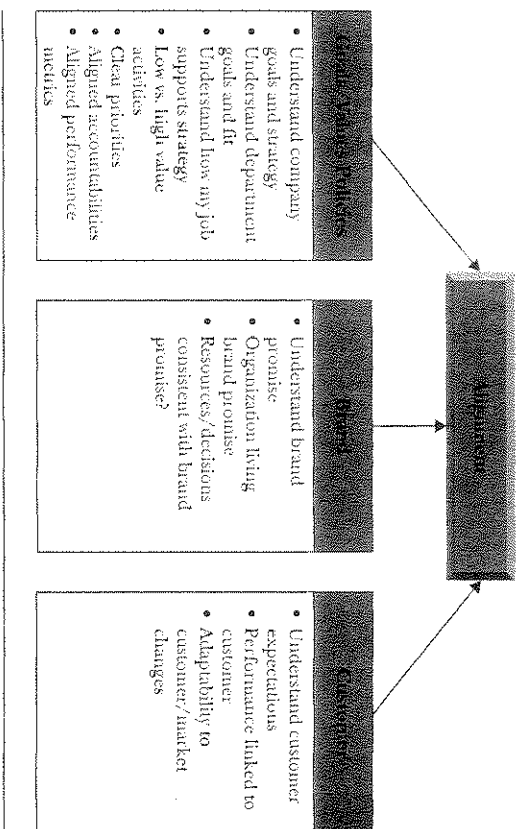 Alignment
Goals/Values/Policies
• Understand company
goals and strategy
• Understand department
goals and fit
• Understand how my job
supports strategy
• Low vs. high value
activities
• Clear priorities
• Aligned accountabilities
• Aligned performance
metrics
Brand
• Understand brand
promise
• Organization living
brand promise
• Resources/decisions
consistent with brand
promise?
Customers
• Understand customer
expectations
• Performance linked to
customer
• Adaptability to
customer/market
changes